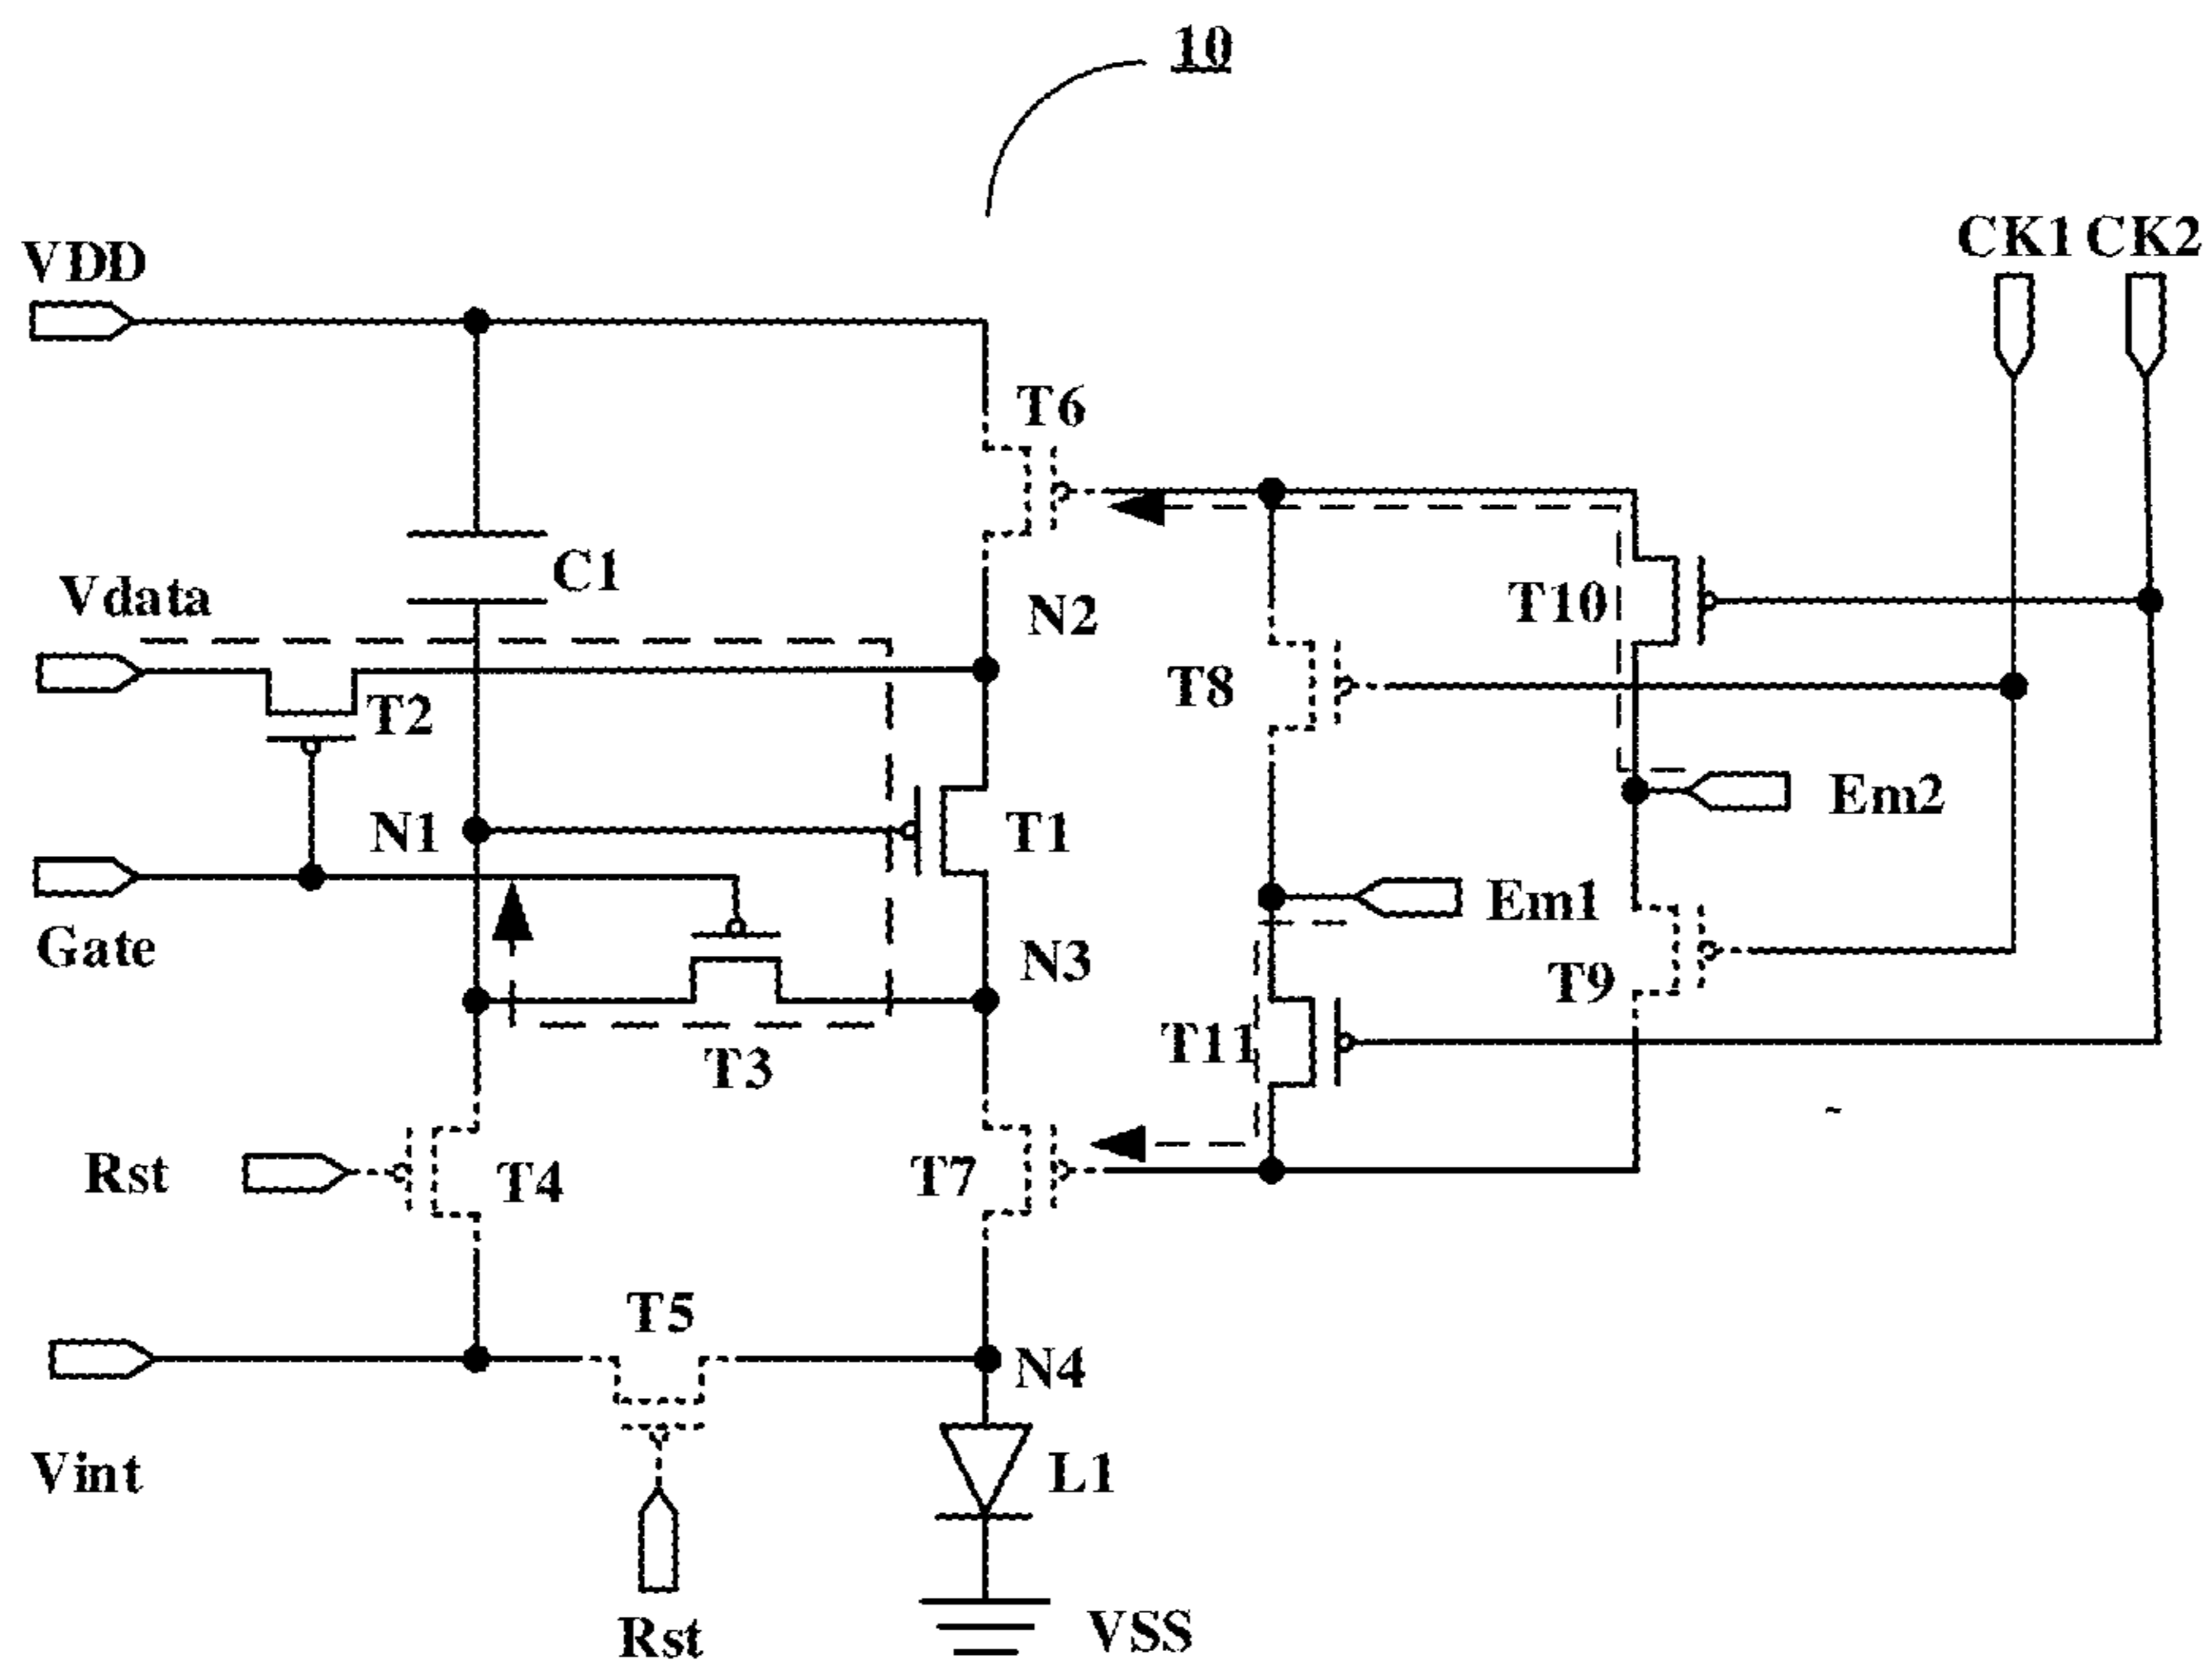 10
CK1 CK2
VDD
T6
C1
Vdata
N2
T10
T8
T2
Em2
N1
T1
Em1
Gate
N3
T9
T11
T3
Rst
T4
T7
T5
N4
Vint
L1
Rst
VSS